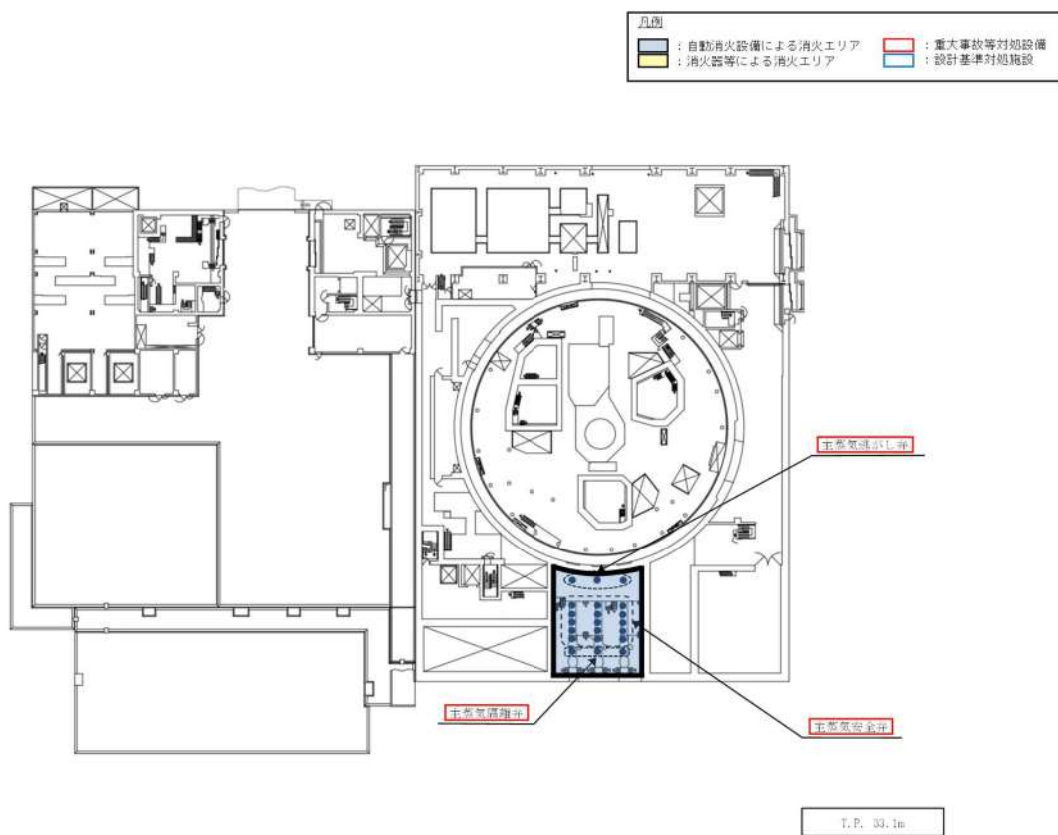 凡例
：自動消火設備による消火エリア
：重大事故等対処設備
：消火器等による消火エリア
：設計基準対処施設
主蒸気逃がし弁
主蒸気隔離弁
主蒸気安全弁
T.P. 33.1m